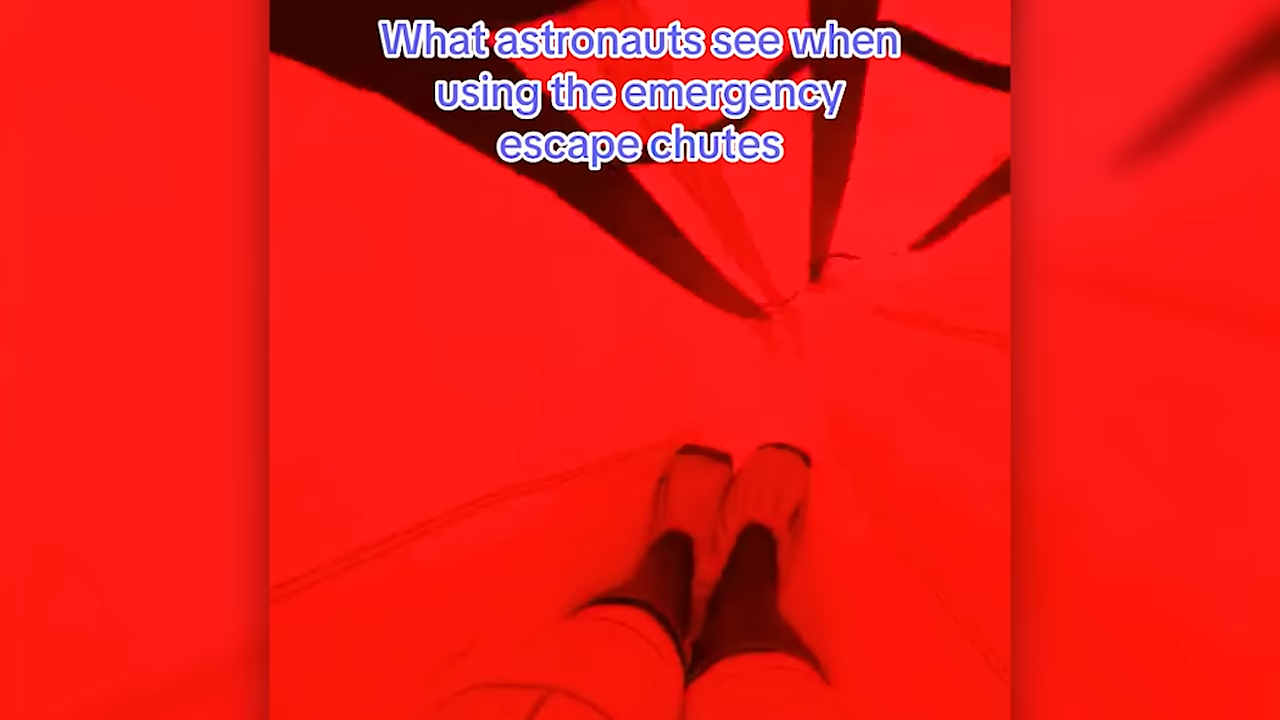 What astronauts see when
using the emergency
escape chutes